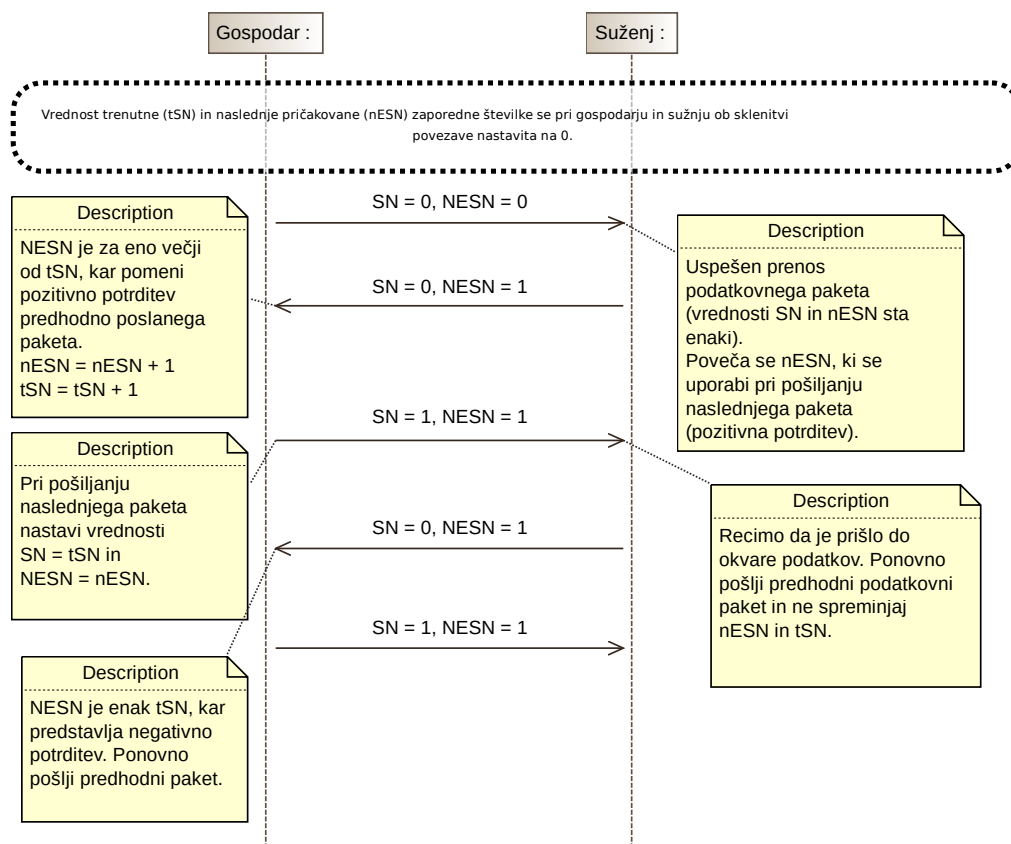 Gospodar :
Suženj :
Vrednost trenutne (tSN) in naslednje pričakovane (nESN) zaporedne številke se pri gospodarju in sužnju ob sklenitvi
povezave nastavita na 0.
SN = 0, NESN = 0
Description
NESN je za eno večji
od tSN, kar pomeni
pozitivno potrditev
predhodno poslanega
paketa.
nESN = nESN + 1
tSN = tSN + 1
Description
Uspešen prenos
podatkovnega paketa
(vrednosti SN in nESN sta
enaki).
Poveča se nESN, ki se
uporabi pri pošiljanju
naslednjega paketa
(pozitivna potrditev).
SN = 0, NESN = 1
SN = 1, NESN = 1
Description
Pri pošiljanju
naslednjega paketa
nastavi vrednosti
SN = tSN in
NESN = nESN.
Description
Recimo da je prišlo do
okvare podatkov. Ponovno
pošlji predhodni podatkovni
paket in ne spreminjaj
nESN in tSN.
SN = 0, NESN = 1
SN = 1, NESN = 1
Description
NESN je enak tSN, kar
predstavlja negativno
potrditev. Ponovno
pošlji predhodni paket.